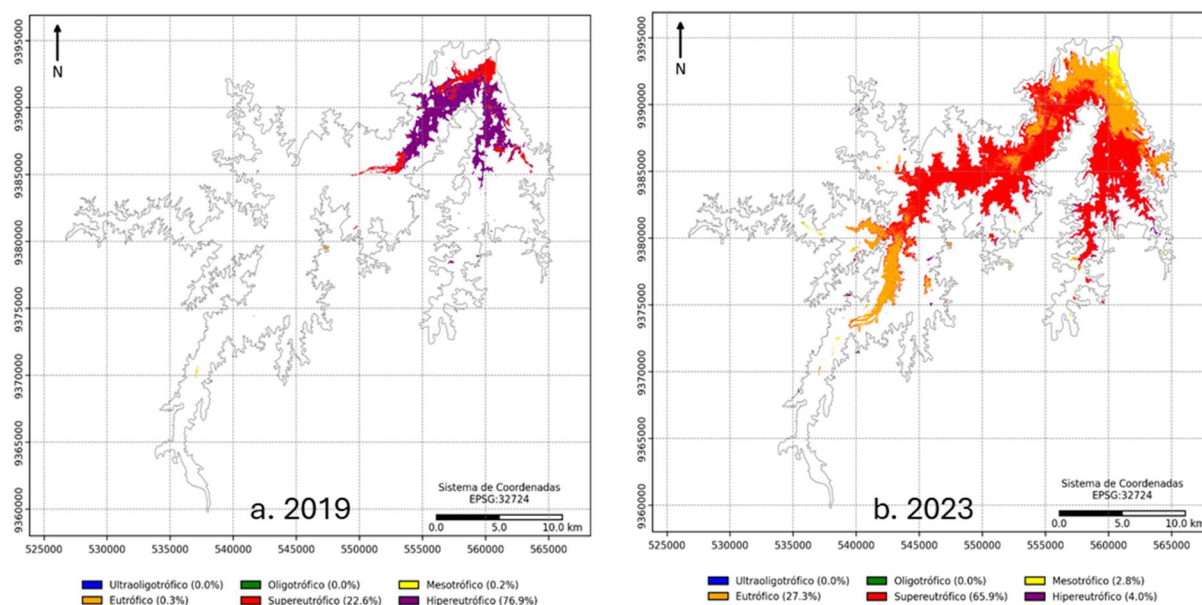 9395000
9390000
9385000
9380000
9375000
9370000
9365000
9360000
N
Sistema de Coordenadas
EPSG:32724
0.0 5.0 10.0 km
a. 2019
525000 530000 535000 540000 545000 550000 555000 560000 565000
Ultraoligotrófico (0.0%) Oligotrófico (0.0%) Mesotrófico (0.2%)
Eutrófico (0.3%) Supereutrófico (22.6%) Hipereutrófico (76.9%)
9395000
9390000
9385000
9380000
9375000
9370000
9365000
9360000
N
Sistema de Coordenadas
EPSG:32724
0.0 5.0 10.0 km
b. 2023
525000 530000 535000 540000 545000 550000 555000 560000 565000
Ultraoligotrófico (0.0%) Oligotrófico (0.0%) Mesotrófico (2.8%)
Eutrófico (27.3%) Supereutrófico (65.9%) Hipereutrófico (4.0%)